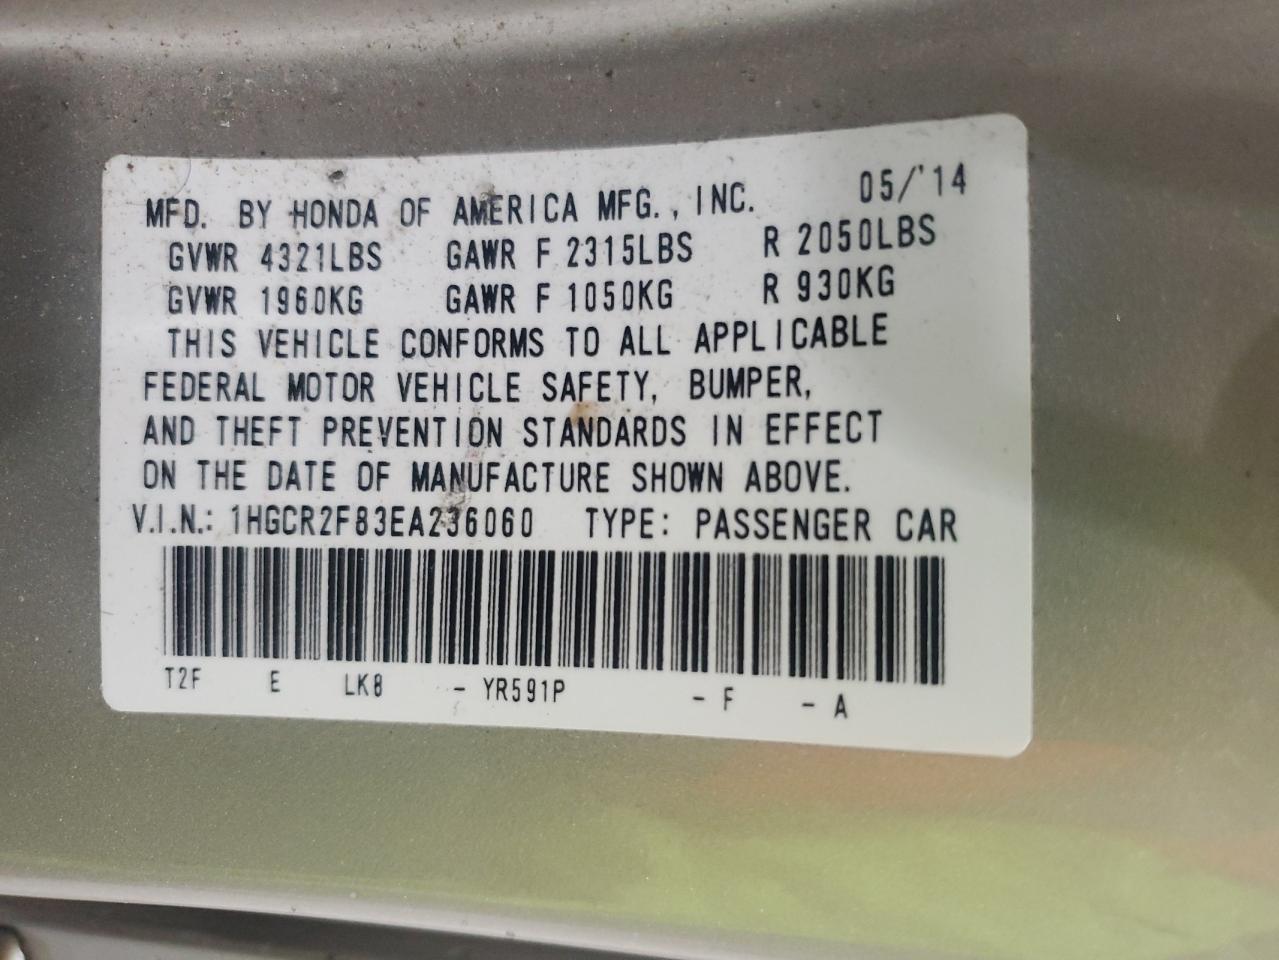 MFD. BY HONDA OF AMERICA MFG., INC. 05/'14
GVWR 4321LBS GAWR F 2315LBS R 2050LBS
GVWR 1960KG GAWR F 1050KG R 930KG
THIS VEHICLE CONFORMS TO ALL APPLICABLE
FEDERAL MOTOR VEHICLE SAFETY, BUMPER,
AND THEFT PREVENTION STANDARDS IN EFFECT
ON THE DATE OF MANUFACTURE SHOWN ABOVE.
V.I.N.: 1HGCR2F83EA236060 TYPE: PASSENGER CAR
T2F E LK8 - YR591P - F - A